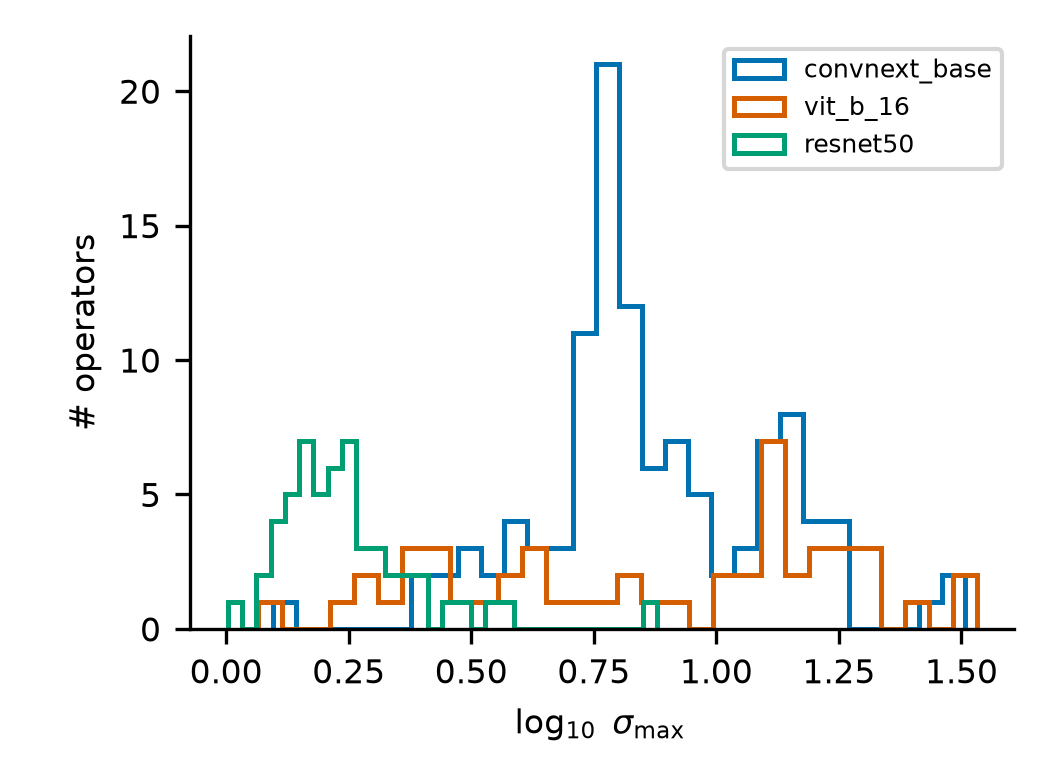 convnext_base
vit_b_16
resnet50
# operators
20
15
10
5
0
0.00 0.25 0.50 0.75 1.00 1.25 1.50
log₁₀ σₘₐₓ